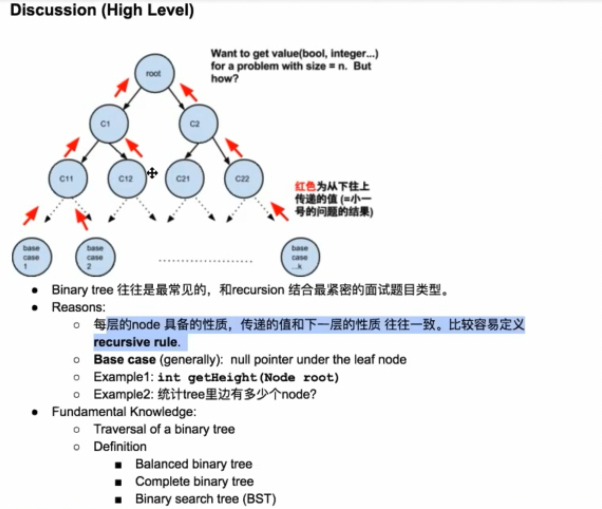 Discussion (High Level)
Want to get value(bool, integer...)
for a problem with size = n. But
how?
root
C1
C2
C11
C12
C21
C22
红色为从下往上
传递的值 (=小一
号的问题的结果)
base
case
1
base
case
2
base
case
...k
Binary tree 往往是最常见的，和recursion 结合最紧密的面试题目类型。
Reasons:
每层的node 具备的性质，传递的值和下一层的性质 往往一致。比较容易定义
recursive rule.
Base case (generally): null pointer under the leaf node
Example1: int getHeight(Node root)
Example2: 统计tree里边有多少个node?
Fundamental Knowledge:
Traversal of a binary tree
Definition
Balanced binary tree
Complete binary tree
Binary search tree (BST)